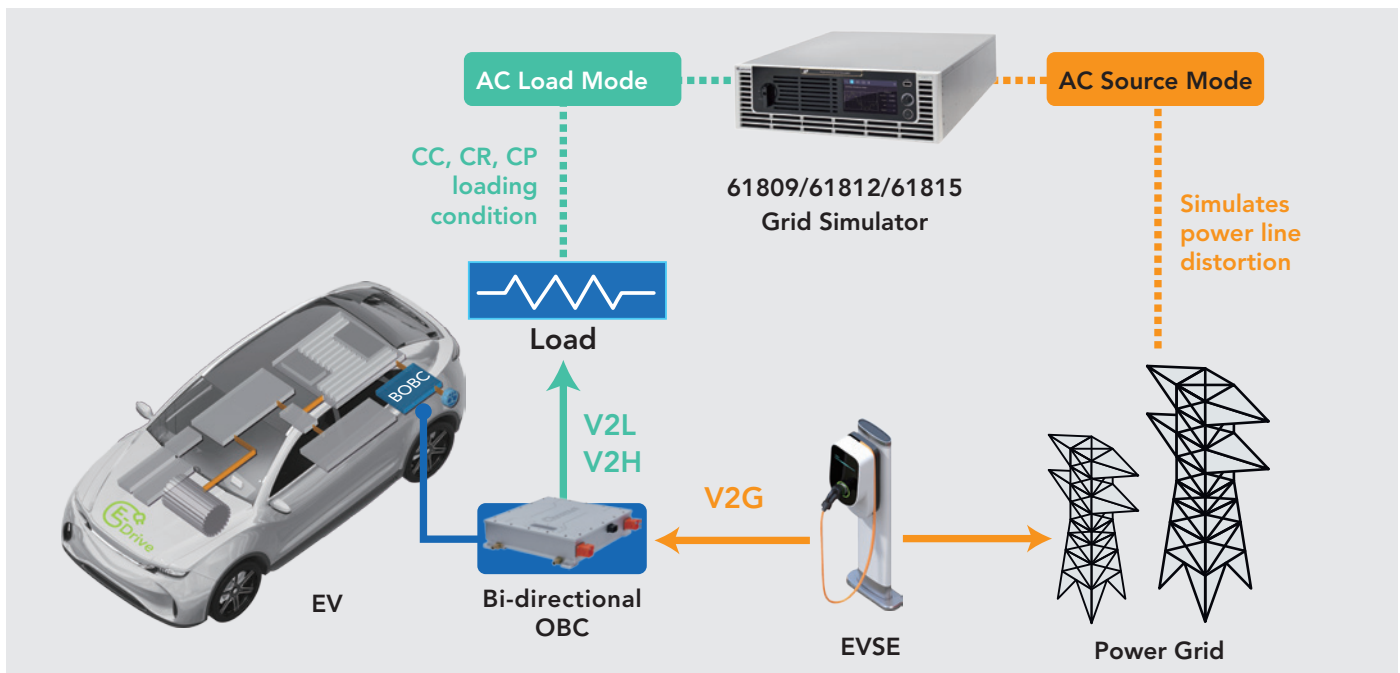 AC Load Mode
AC Source Mode
CC, CR, CP
loading
condition
61809/61812/61815
Grid Simulator
Simulates
power line
distortion
Load
BOBC
V2L
V2H
V2G
E
Drive
EV
Bi-directional
OBC
EVSE
Power Grid